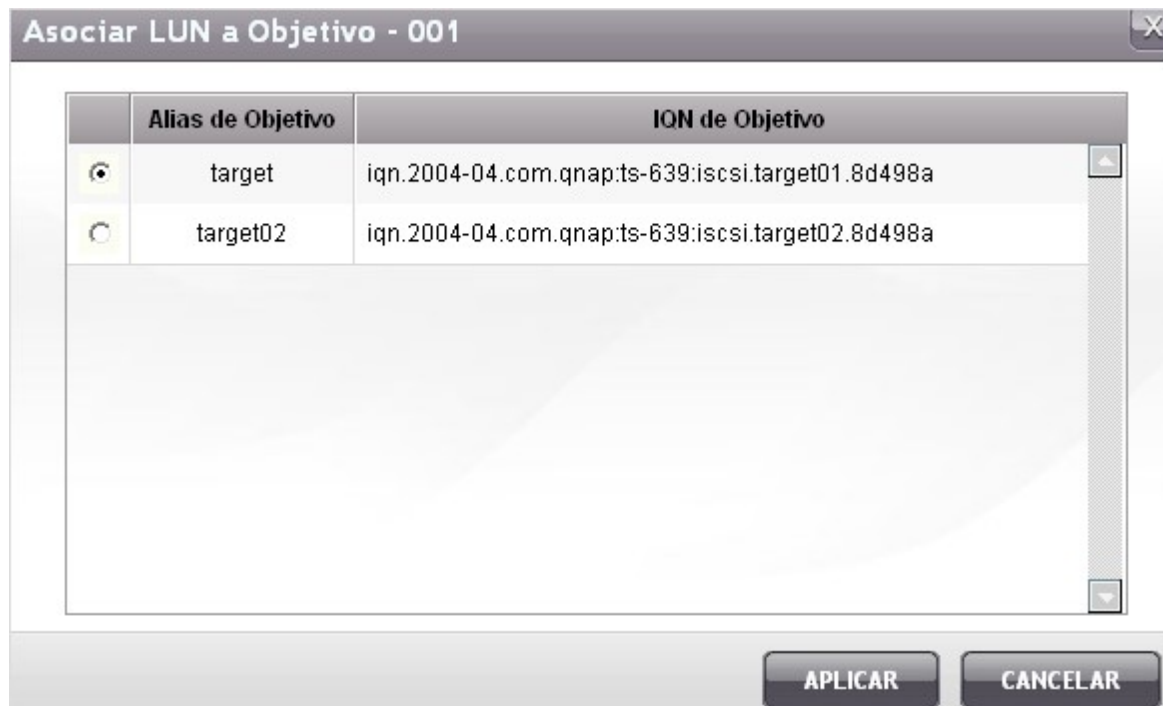 Asociar LUN a Objetivo - 001
X
Alias de Objetivo IQN de Objetivo
target iqn.2004-04.com.qnap:ts-639:iscsi.target01.8d498a
target02 iqn.2004-04.com.qnap:ts-639:iscsi.target02.8d498a
APLICAR CANCELAR